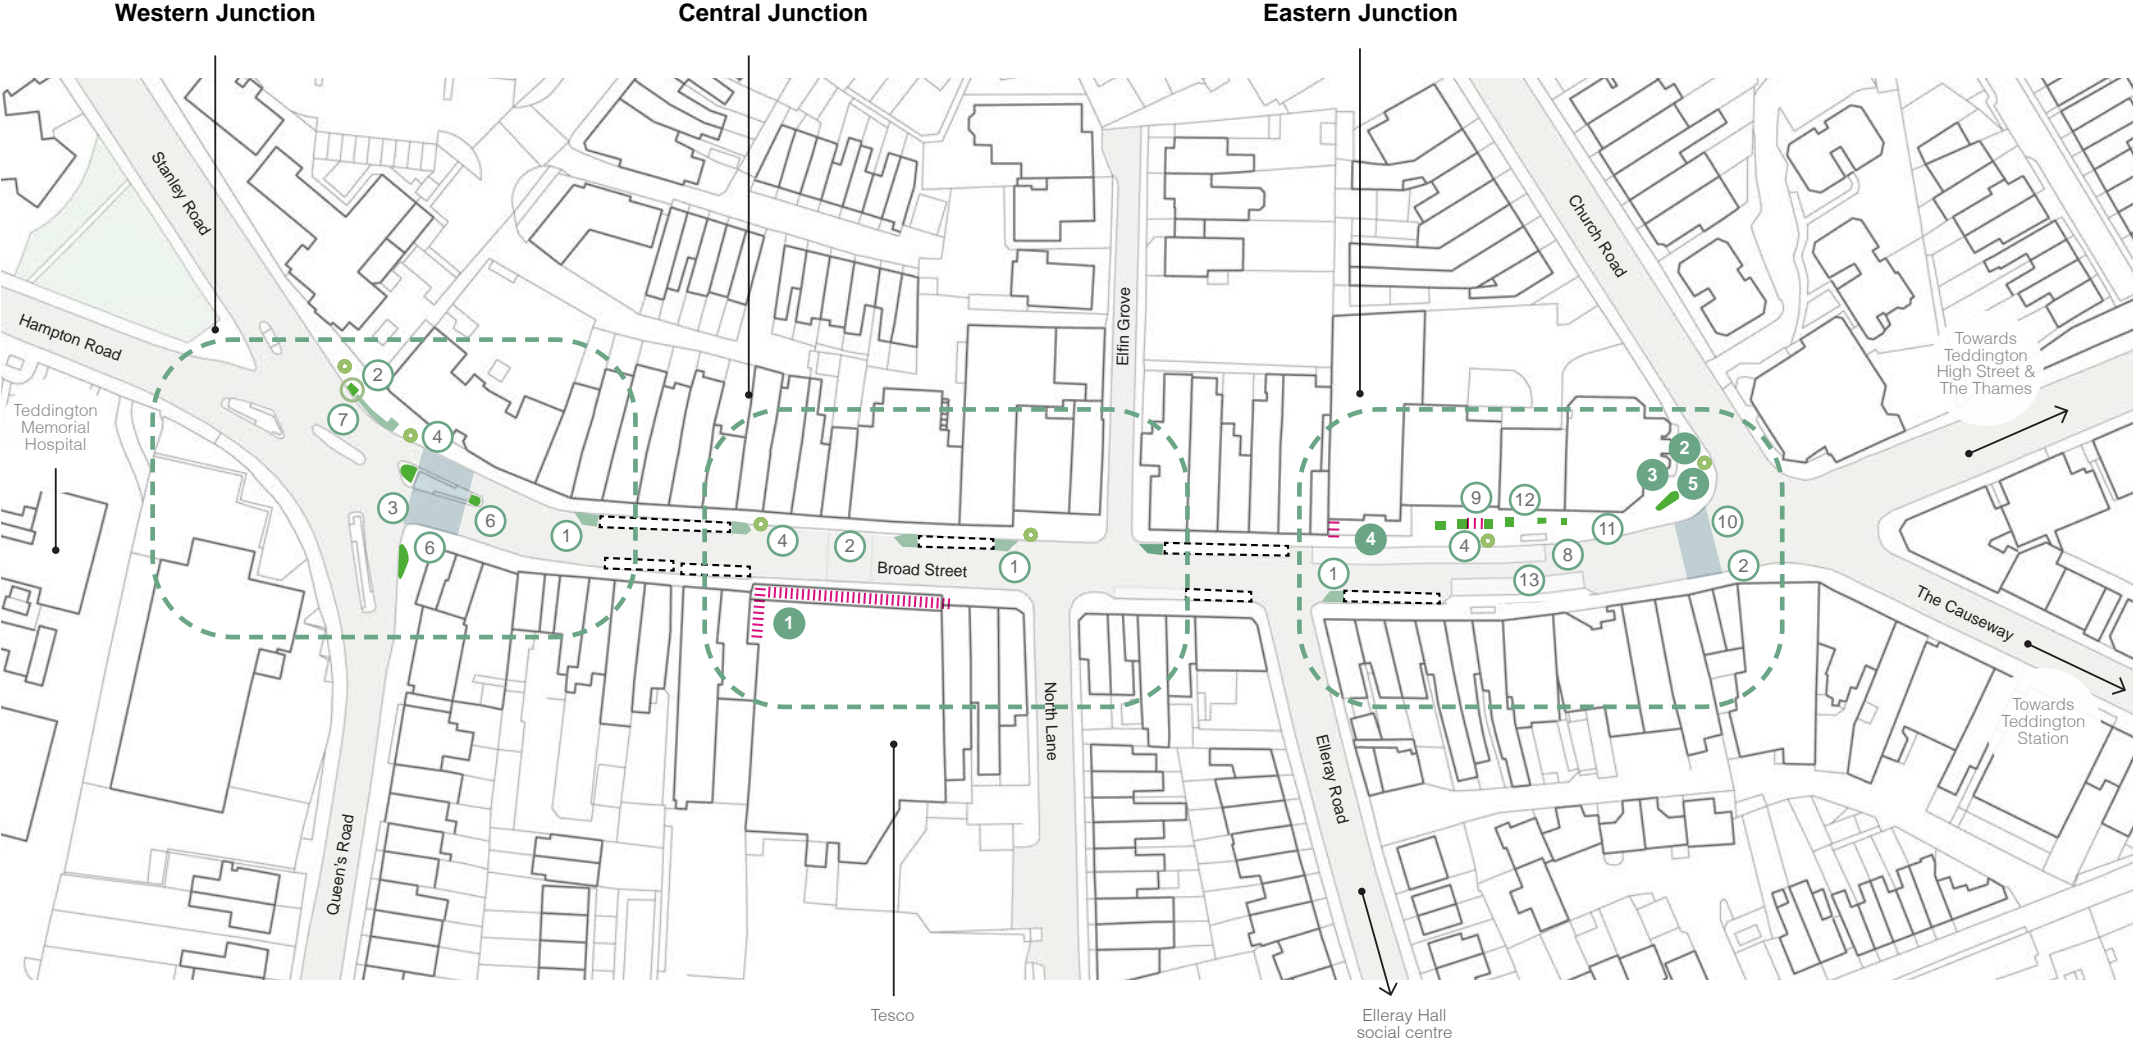 Western Junction
Central Junction
Eastern Junction
Stanley Road
Hampton Road
Teddington
Memorial
Hospital
Queen's Road
2
7
4
3
6
6
1
4
2
Broad Street
1
1
Tesco
North Lane
Elfin Grove
Elleray Road
Elleray Hall
social centre
Church Road
9
12
4
4
11
8
13
1
2
3
5
10
2
Towards
Teddington
High Street &
The Thames
The Causeway
Towards
Teddington
Station